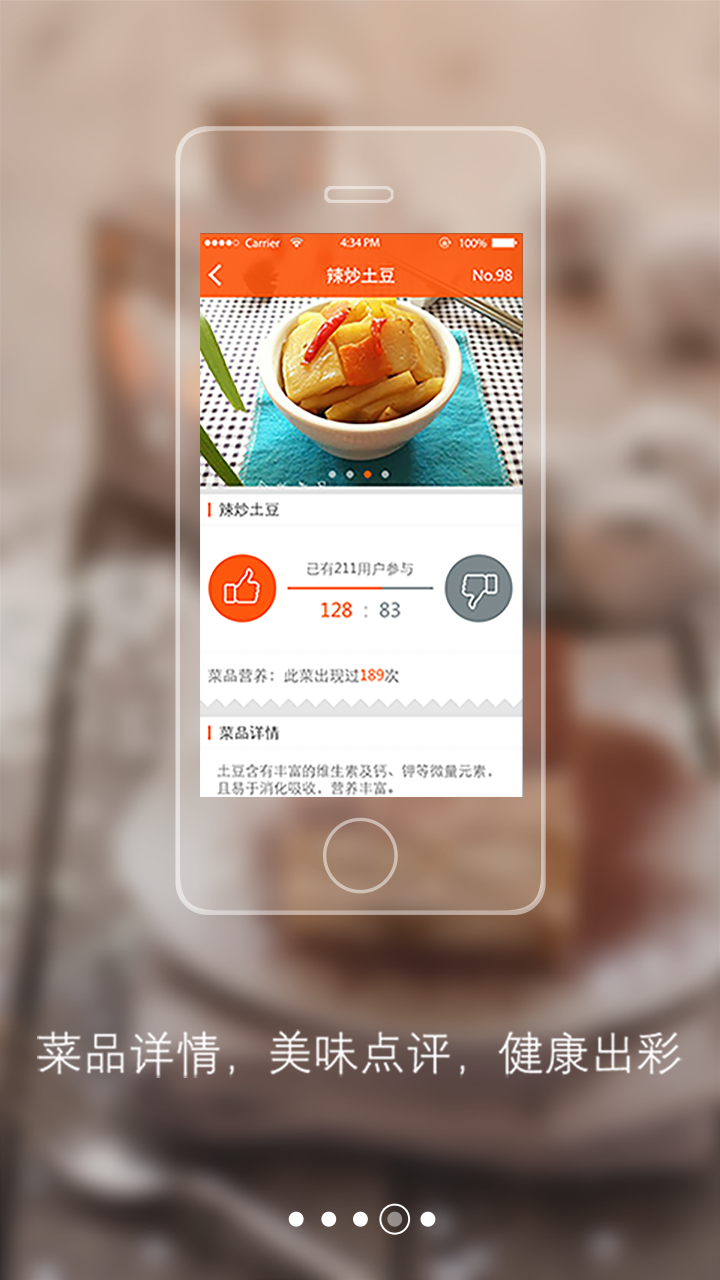 Carrier 4:34 PM 100%
辣炒土豆 No.98
辣炒土豆
已有211用户参与
128 : 83
菜品营养：此菜出现过189次
菜品详情
土豆含有丰富的维生素及钙、钾等微量元素，
且易于消化吸收，营养丰富。
菜品详情，美味点评，健康出彩